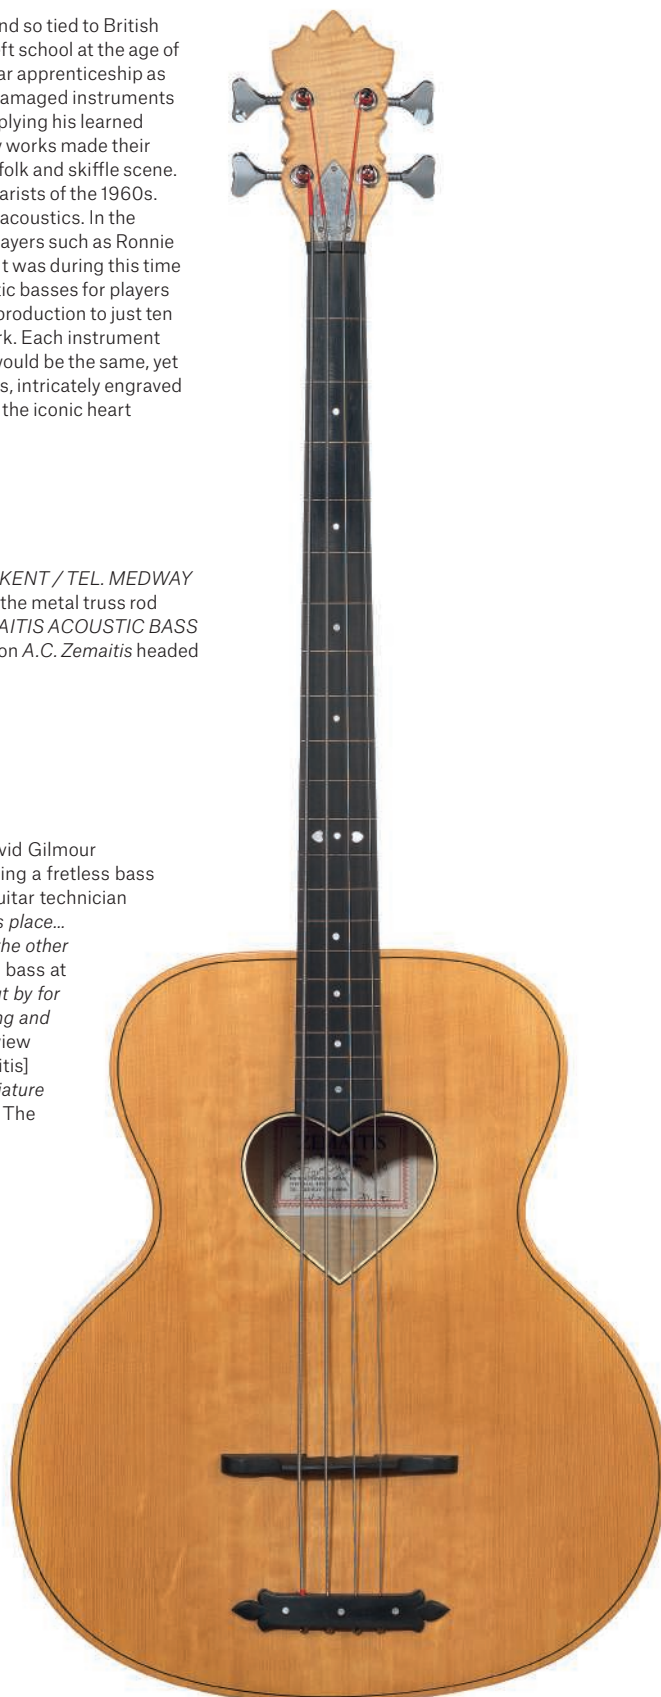 nd so tied to British
ft school at the age of
ar apprenticeship as
amaged instruments
plying his learned
works made their
folk and skiffle scene.
arists of the 1960s.
acoustics. In the
ayers such as Ronnie
t was during this time
tic basses for players
production to just ten
rk. Each instrument
would be the same, yet
s, intricately engraved
the iconic heart
KENT / TEL. MEDWAY
the metal truss rod
AITIS ACOUSTIC BASS
on A.C. Zemaitis headed
vid Gilmour
ing a fretless bass
uitar technician
s place...
the other
bass at
t by for
ng and
iew
itis]
iature
The
ZEMAITIS